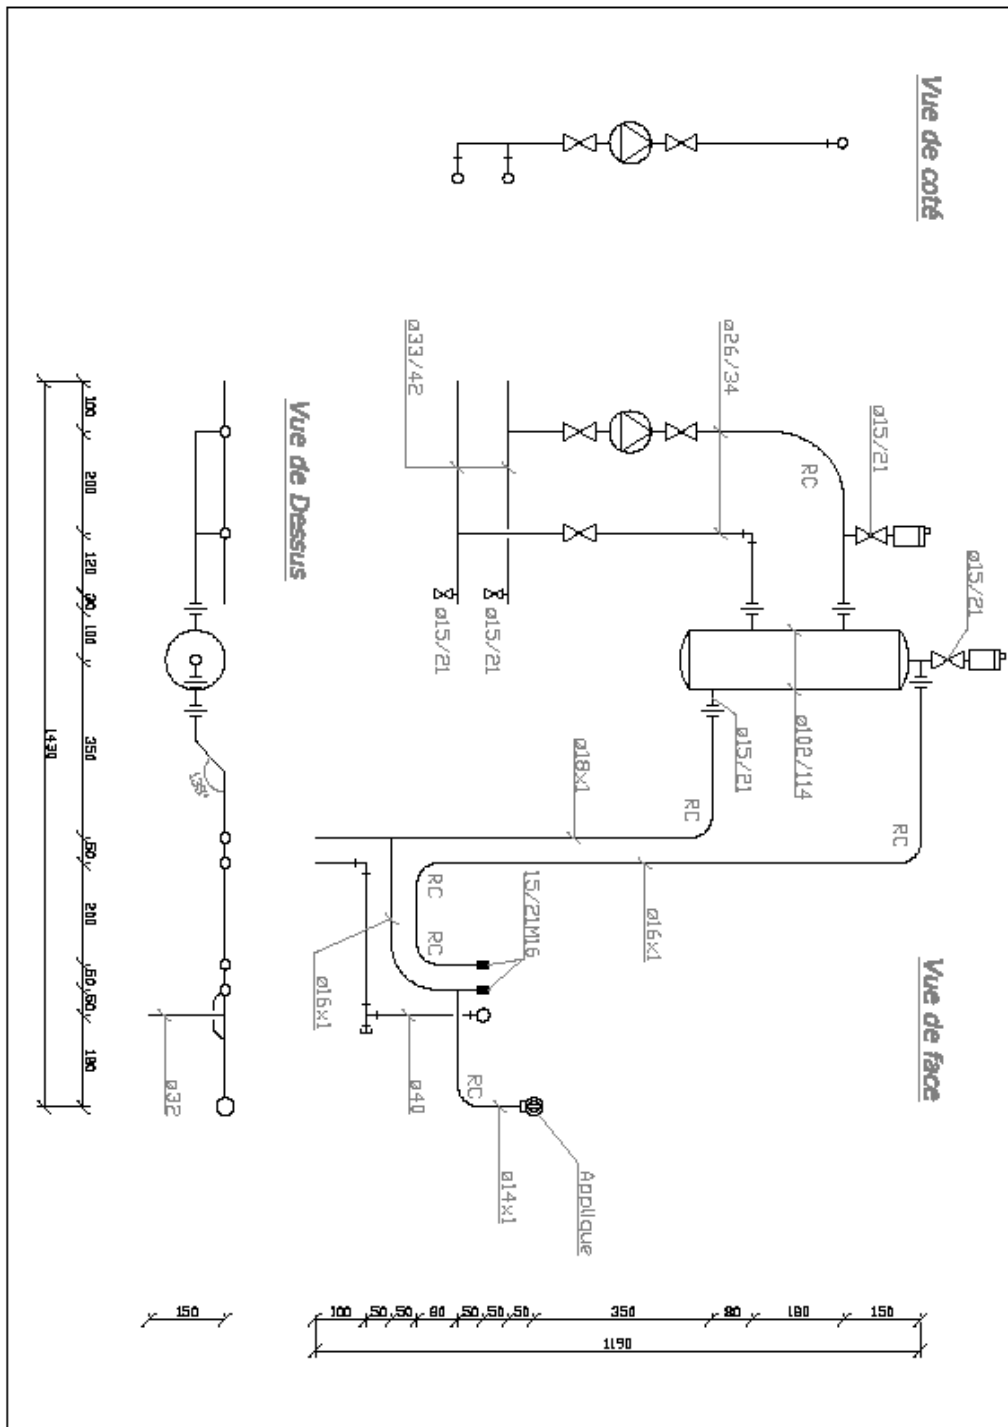 Vue de coté
Vue de face
Vue de Dessus
ø33/42
ø26/34
ø15/21
ø15/21
ø15/21
ø15/21
ø15/21
ø102/114
ø18x1
ø16x1
ø16x1
15/21M16
ø40
ø14x1
Applique
RC
RC
RC
RC
RC
RC
ø32
135°
100
200
120
30
100
350
50
200
50
50
180
1430
150
100
50
50
80
50
50
50
350
80
180
150
1190